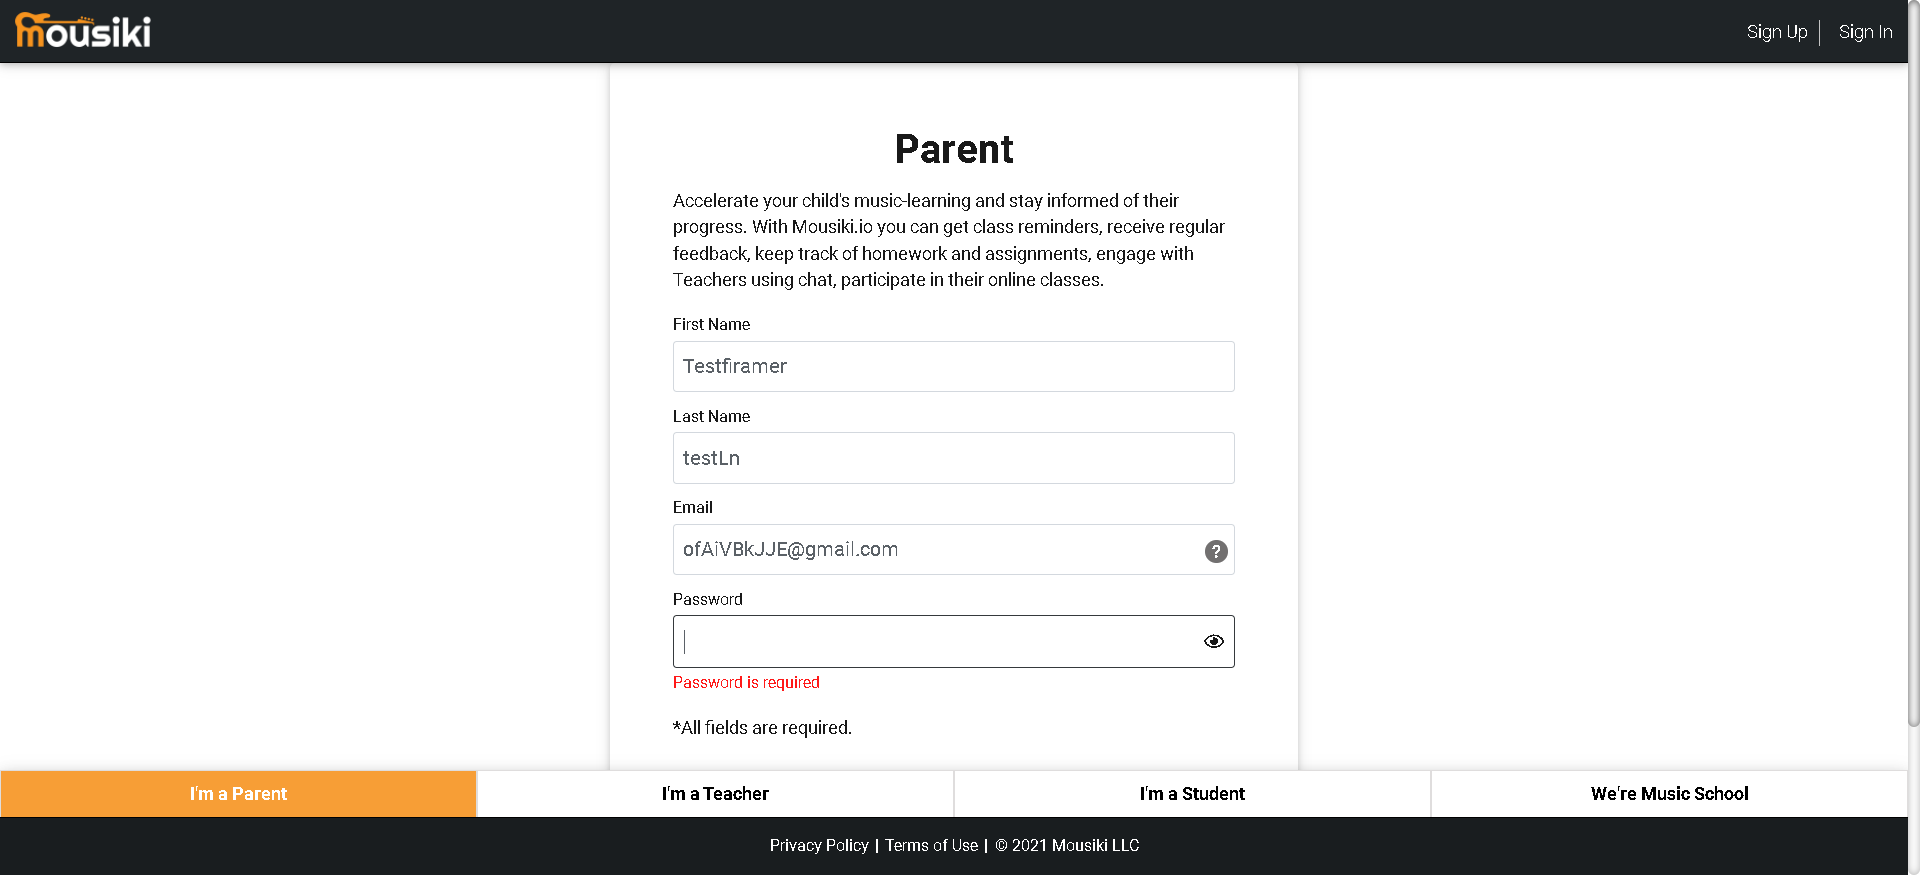 mousiki
Sign Up
Sign In
Parent
Accelerate your child's music-learning and stay informed of their
progress. With Mousiki.io you can get class reminders, receive regular
feedback, keep track of homework and assignments, engage with
Teachers using chat, participate in their online classes.
First Name
Testfiramer
Last Name
testLn
Email
ofAiVBkJJE@gmail.com
?
Password
Password is required
*All fields are required.
I'm a Parent
I'm a Teacher
I'm a Student
We're Music School
Privacy Policy | Terms of Use | © 2021 Mousiki LLC